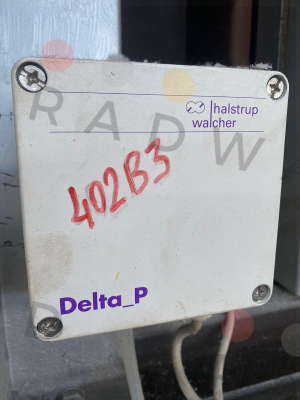 halstrup
walcher
RADW
402B3
Delta_P